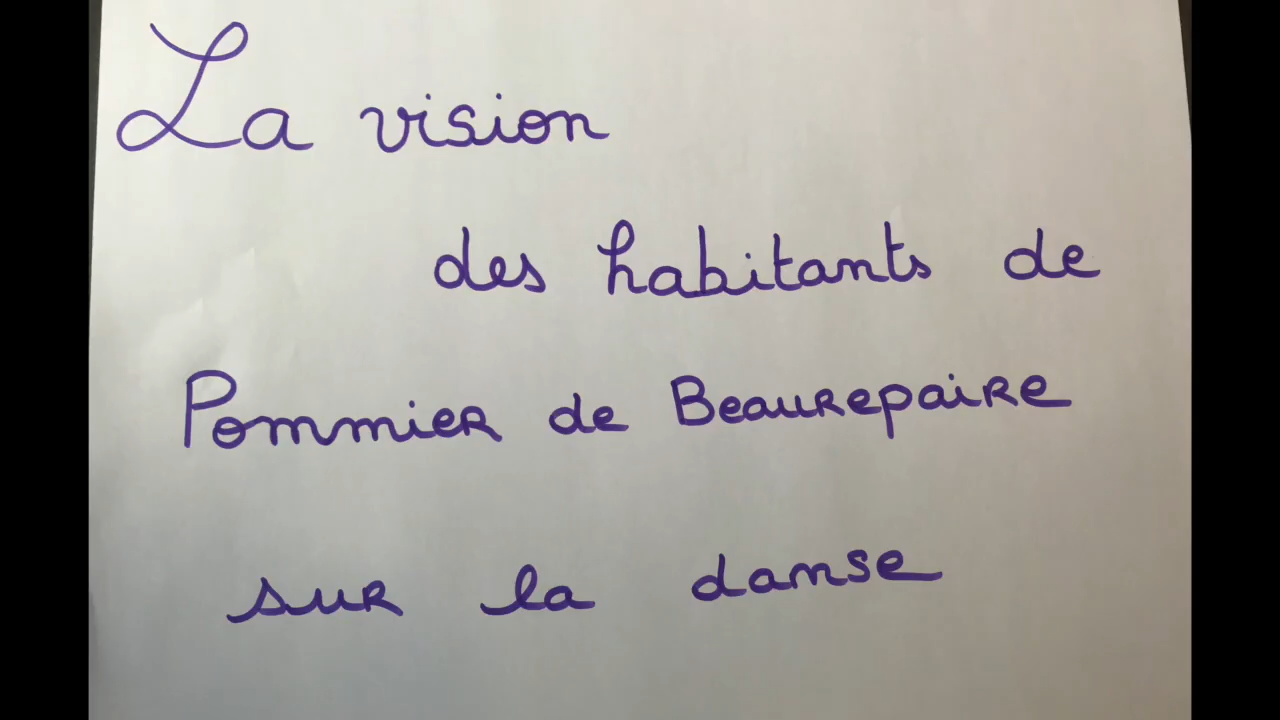 La vision
des habitants de
Pommier de Beaurepaire
sur la danse